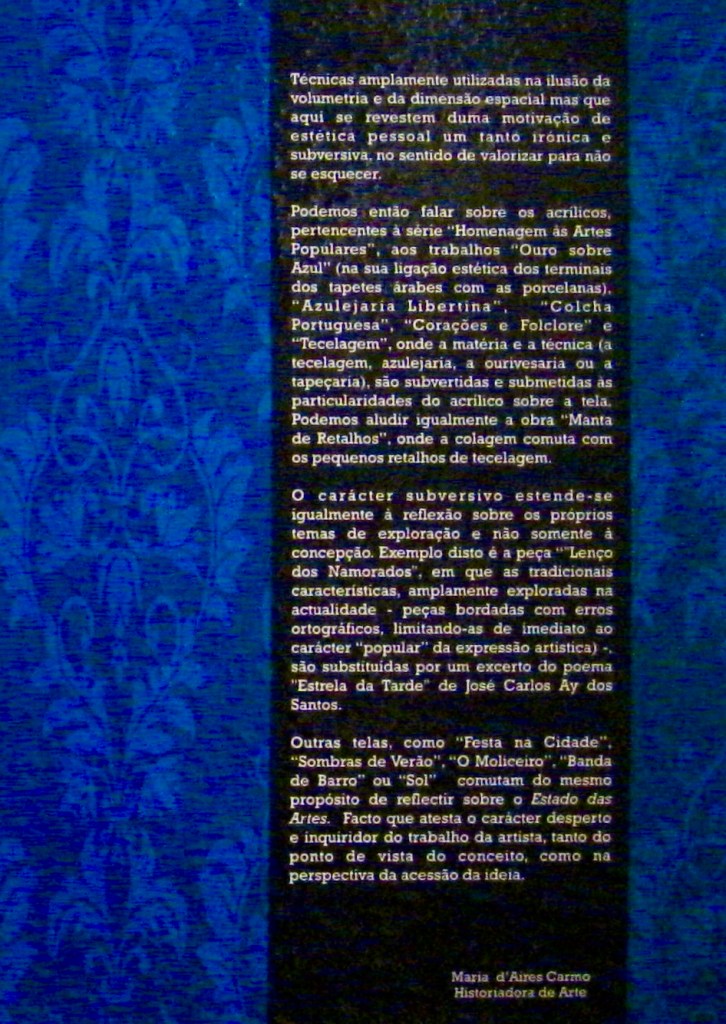 Técnicas amplamente utilizadas na ilusão da
volumetria e da dimensão espacial mas que
aqui se revestem duma motivação de
estética pessoal um tanto irónica e
subversiva, no sentido de valorizar para não
se esquecer.
Podemos então falar sobre os acrílicos,
pertencentes à série "Homenagem às Artes
Populares", aos trabalhos "Ouro sobre
Azul" (na sua ligação estética dos terminais
dos tapetes árabes com as porcelanas),
"Azulejaria Libertina", "Colcha
Portuguesa", "Corações e Folclore" e
"Tecelagem", onde a matéria e a técnica (a
tecelagem, azulejaria, a ourivesaria ou a
tapeçaria), são subvertidas e submetidas às
particularidades do acrílico sobre a tela.
Podemos aludir igualmente a obra "Manta
de Retalhos", onde a colagem comuta com
os pequenos retalhos de tecelagem.
O carácter subversivo estende-se
igualmente à reflexão sobre os próprios
temas de exploração e não somente à
concepção. Exemplo disto é a peça ""Lenço
dos Namorados", em que as tradicionais
características, amplamente exploradas na
actualidade - peças bordadas com erros
ortográficos, limitando-as de imediato ao
carácter "popular" da expressão artística) -,
são substituídas por um excerto do poema
"Estrela da Tarde" de José Carlos Ay dos
Santos.
Outras telas, como "Festa na Cidade",
"Sombras de Verão", "O Moliceiro", "Banda
de Barro" ou "Sol" comutam do mesmo
propósito de reflectir sobre o Estado das
Artes. Facto que atesta o carácter desperto
e inquiridor do trabalho da artista, tanto do
ponto de vista do conceito, como na
perspectiva da acessão da ideia.
Maria d'Aires Carmo
Historiadora de Arte